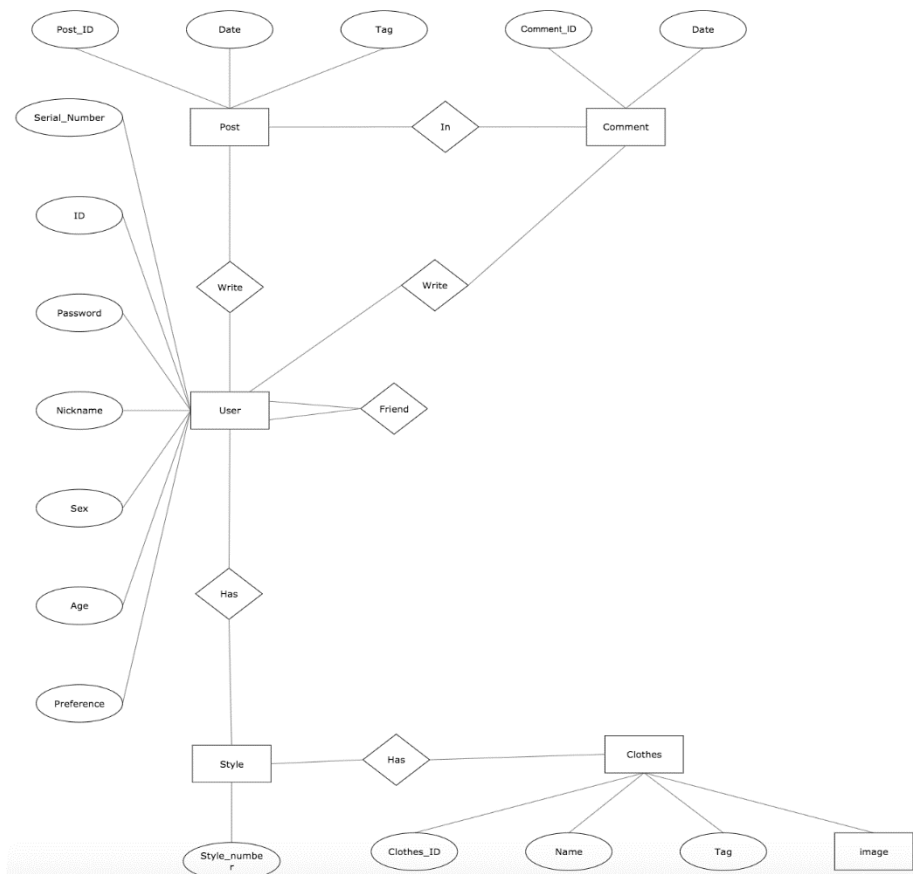 Post_ID
Date
Tag
Comment_ID
Date
Serial_Number
Post
In
Comment
ID
Write
Write
Password
Nickname
User
Friend
Sex
Has
Age
Preference
Style
Has
Clothes
Style_numbe
r
Clothes_ID
Name
Tag
image